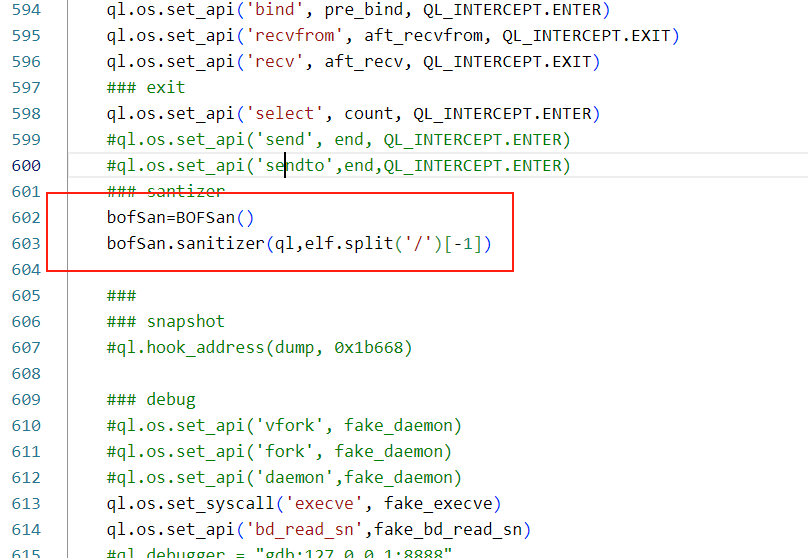 594 ql.os.set_api('bind', pre_bind, QL_INTERCEPT.ENTER)
595 ql.os.set_api('recvfrom', aft_recvfrom, QL_INTERCEPT.EXIT)
596 ql.os.set_api('recv', aft_recv, QL_INTERCEPT.EXIT)
597 ### exit
598 ql.os.set_api('select', count, QL_INTERCEPT.ENTER)
599 #ql.os.set_api('send', end, QL_INTERCEPT.ENTER)
600 #ql.os.set_api('sendto',end,QL_INTERCEPT.ENTER)
601 ### santizer
602 bofSan=BOFSan()
603 bofSan.sanitizer(ql,elf.split('/')[-1])
604
605 ###
606 ### snapshot
607 #ql.hook_address(dump, 0x1b668)
608
609 ### debug
610 #ql.os.set_api('vfork', fake_daemon)
611 #ql.os.set_api('fork', fake_daemon)
612 #ql.os.set_api('daemon',fake_daemon)
613 ql.os.set_syscall('execve', fake_execve)
614 ql.os.set_api('bd_read_sn',fake_bd_read_sn)
615 #ql.debugger = "gdb:127.0.0.1:8888"